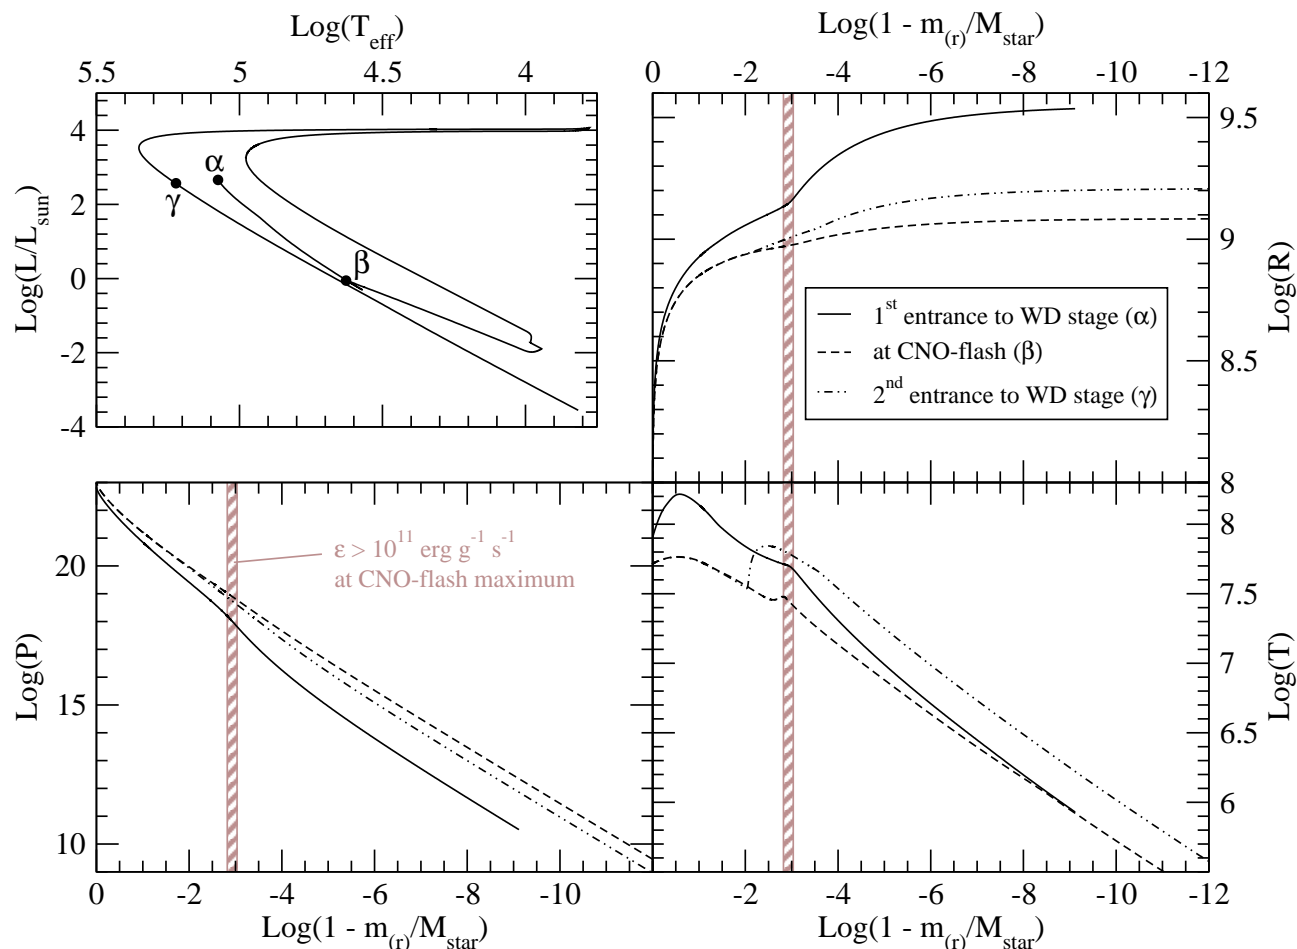 Log(T_eff)
5.5 5 4.5 4
Log(L/L_sun)
4
2
0
-2
-4
α
γ
β
Log(1 - m_(r)/M_star)
0 -2 -4 -6 -8 -10 -12
Log(R)
9.5
9
8.5
1^st entrance to WD stage (α)
at CNO-flash (β)
2^nd entrance to WD stage (γ)
Log(P)
20
15
10
ε > 10^11 erg g^-1 s^-1
at CNO-flash maximum
0 -2 -4 -6 -8 -10
Log(1 - m_(r)/M_star)
Log(T)
8
7.5
7
6.5
6
-2 -4 -6 -8 -10 -12
Log(1 - m_(r)/M_star)